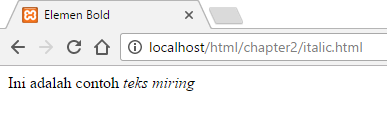 Elemen Bold
localhost/html/chapter2/italic.html
Ini adalah contoh teks miring